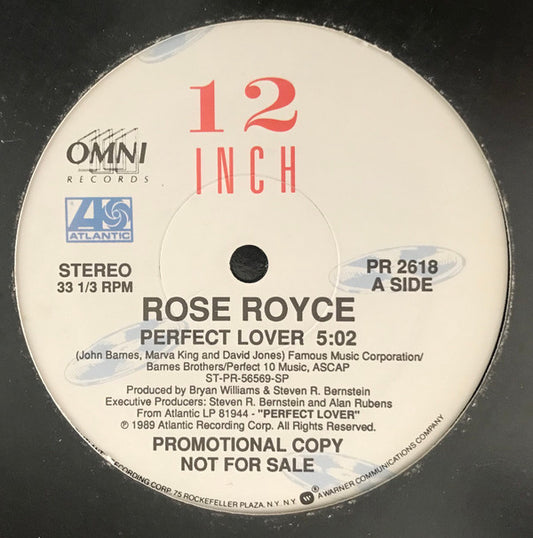 12
INCH
OMNI
RECORDS
ATLANTIC
STEREO
33 1/3 RPM
PR 2618
A SIDE
ROSE ROYCE
PERFECT LOVER 5:02
(John Barnes, Marva King and David Jones) Famous Music Corporation/
Barnes Brothers/Perfect 10 Music, ASCAP
ST-PR-56569-SP
Produced by Bryan Williams & Steven R. Bernstein
Executive Producers: Steven R. Bernstein and Alan Rubens
From Atlantic LP 81944 - "PERFECT LOVER"
℗ 1989 Atlantic Recording Corp. All Rights Reserved.
PROMOTIONAL COPY
NOT FOR SALE
RECORDING CORP. 75 ROCKEFELLER PLAZA, N.Y. N.Y. ® A WARNER COMMUNICATIONS COMPANY